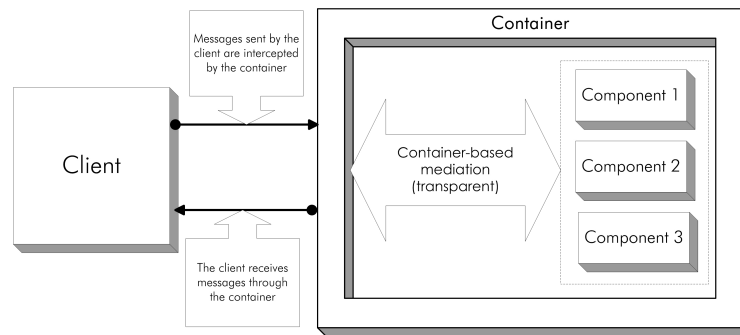 Container
Messages sent by the
client are intercepted
by the container
Client
Container-based
mediation
(transparent)
Component 1
Component 2
Component 3
The client receives
messages through
the container